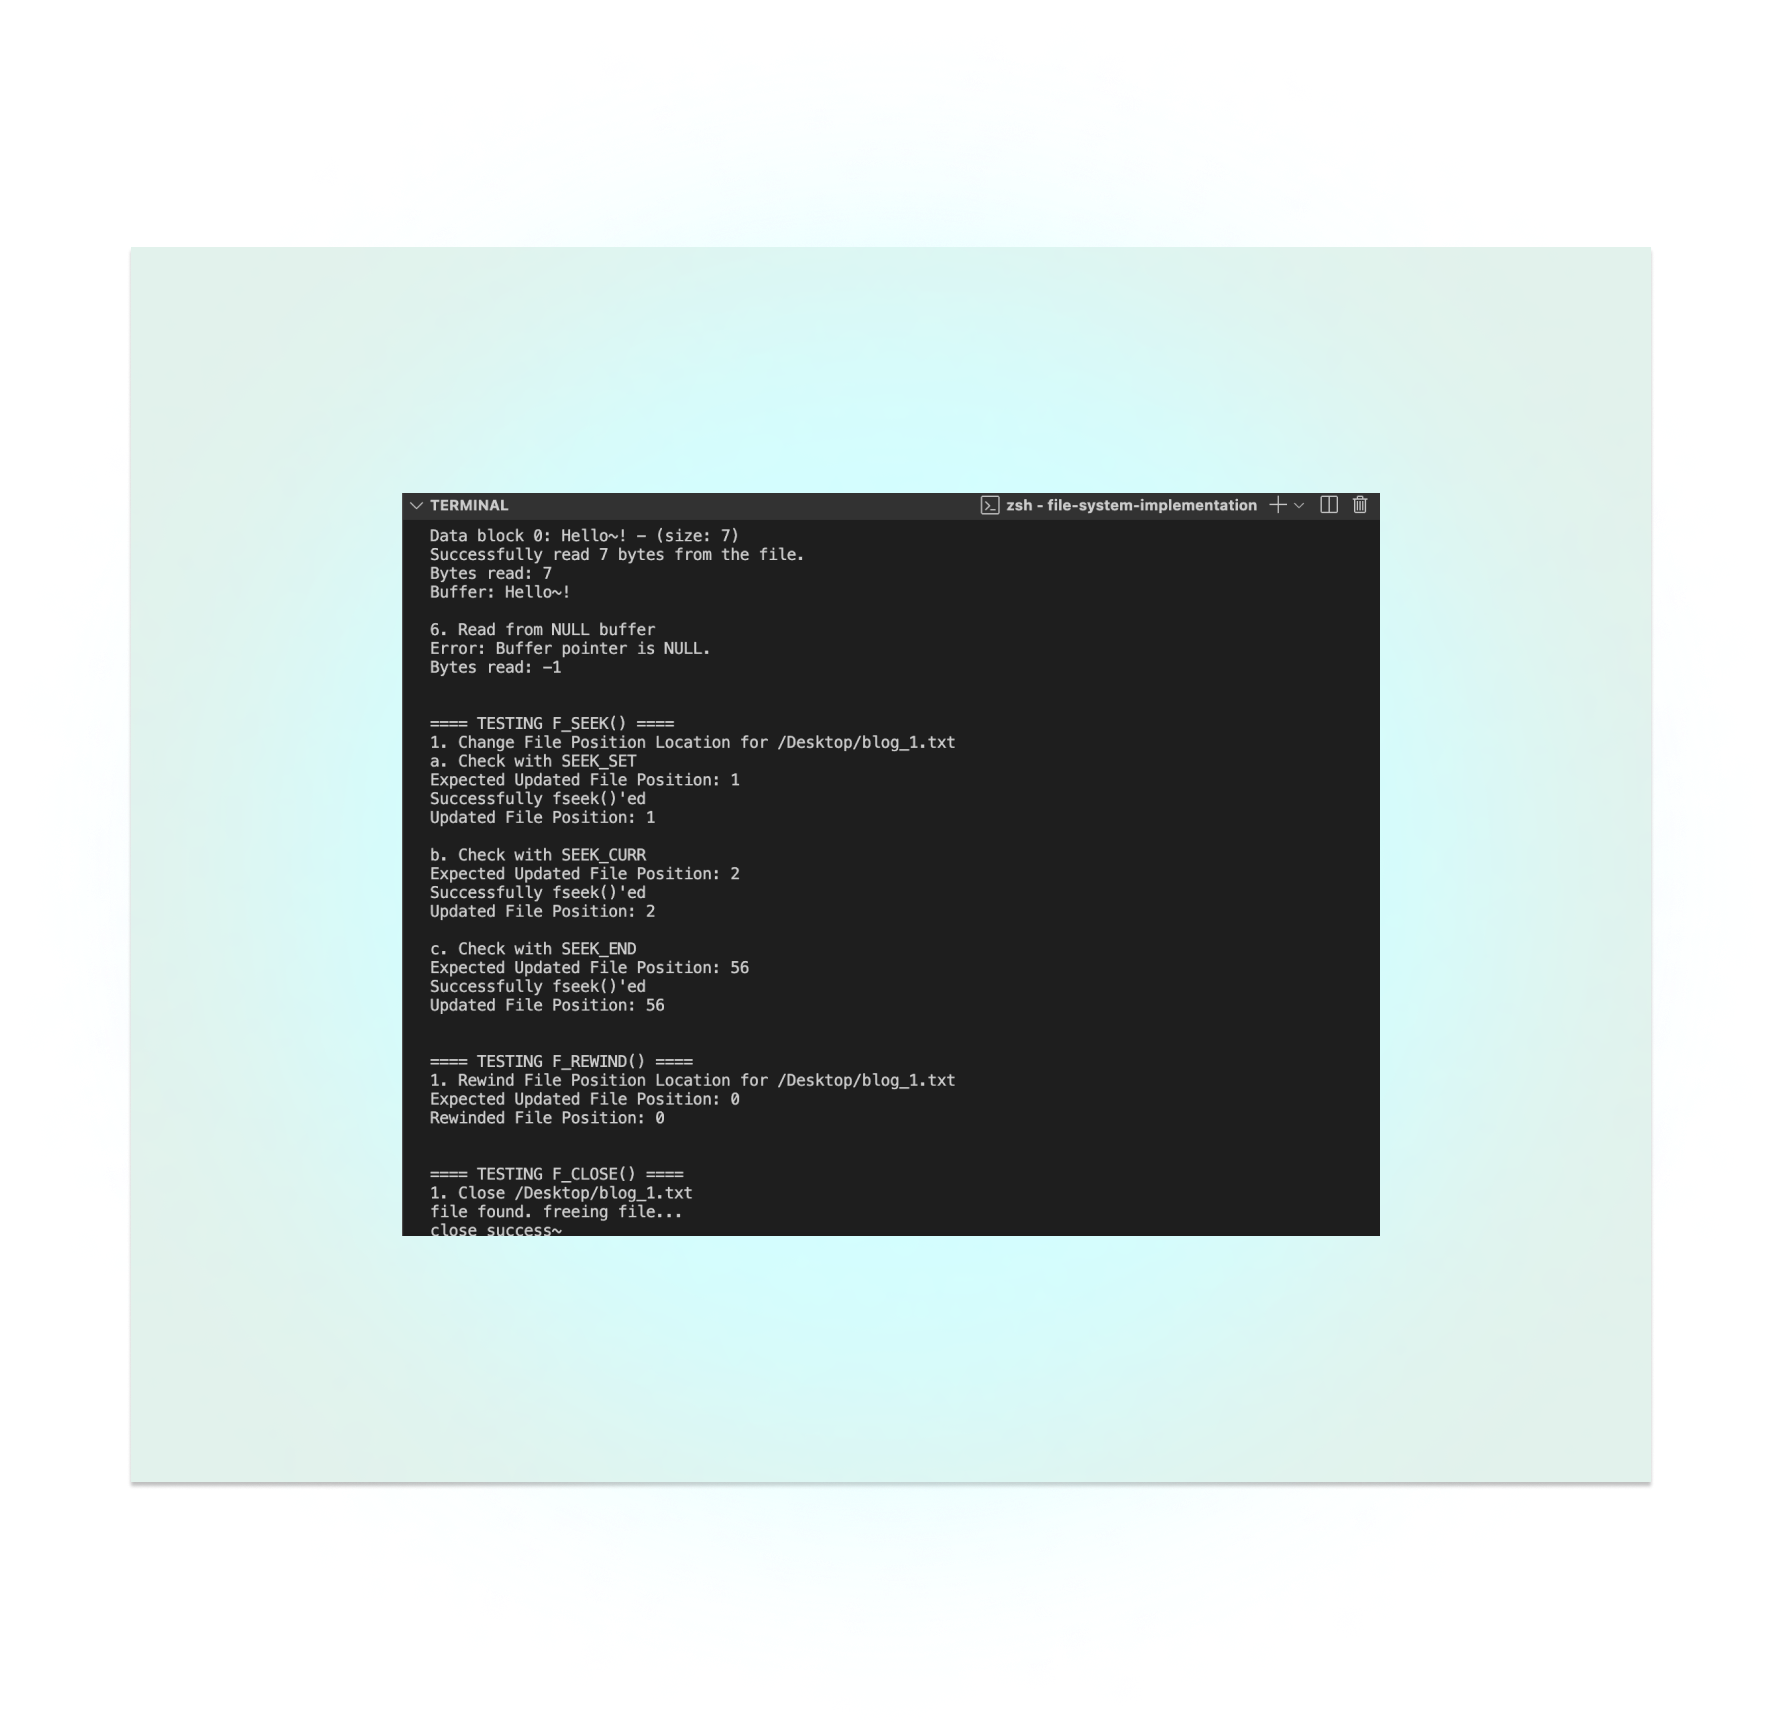 TERMINAL
zsh - file-system-implementation
Data block 0: Hello~! - (size: 7)
Successfully read 7 bytes from the file.
Bytes read: 7
Buffer: Hello~!
6. Read from NULL buffer
Error: Buffer pointer is NULL.
Bytes read: -1
==== TESTING F_SEEK() ====
1. Change File Position Location for /Desktop/blog_1.txt
a. Check with SEEK_SET
Expected Updated File Position: 1
Successfully fseek()'ed
Updated File Position: 1
b. Check with SEEK_CURR
Expected Updated File Position: 2
Successfully fseek()'ed
Updated File Position: 2
c. Check with SEEK_END
Expected Updated File Position: 56
Successfully fseek()'ed
Updated File Position: 56
==== TESTING F_REWIND() ====
1. Rewind File Position Location for /Desktop/blog_1.txt
Expected Updated File Position: 0
Rewinded File Position: 0
==== TESTING F_CLOSE() ====
1. Close /Desktop/blog_1.txt
file found. freeing file...
close success~